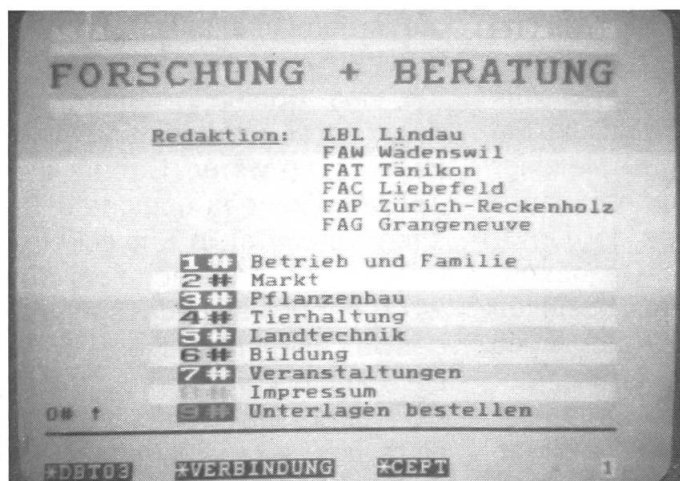 FORSCHUNG + BERATUNG
Redaktion: LBL Lindau
FAW Wädenswil
FAT Tänikon
FAC Liebefeld
FAP Zürich-Reckenholz
FAG Grangeneuve
1# Betrieb und Familie
2# Markt
3# Pflanzenbau
4# Tierhaltung
5# Landtechnik
6# Bildung
7# Veranstaltungen
Impressum
0# ↑ 9# Unterlagen bestellen
*DBT03 *VERBINDUNG *CEPT 1